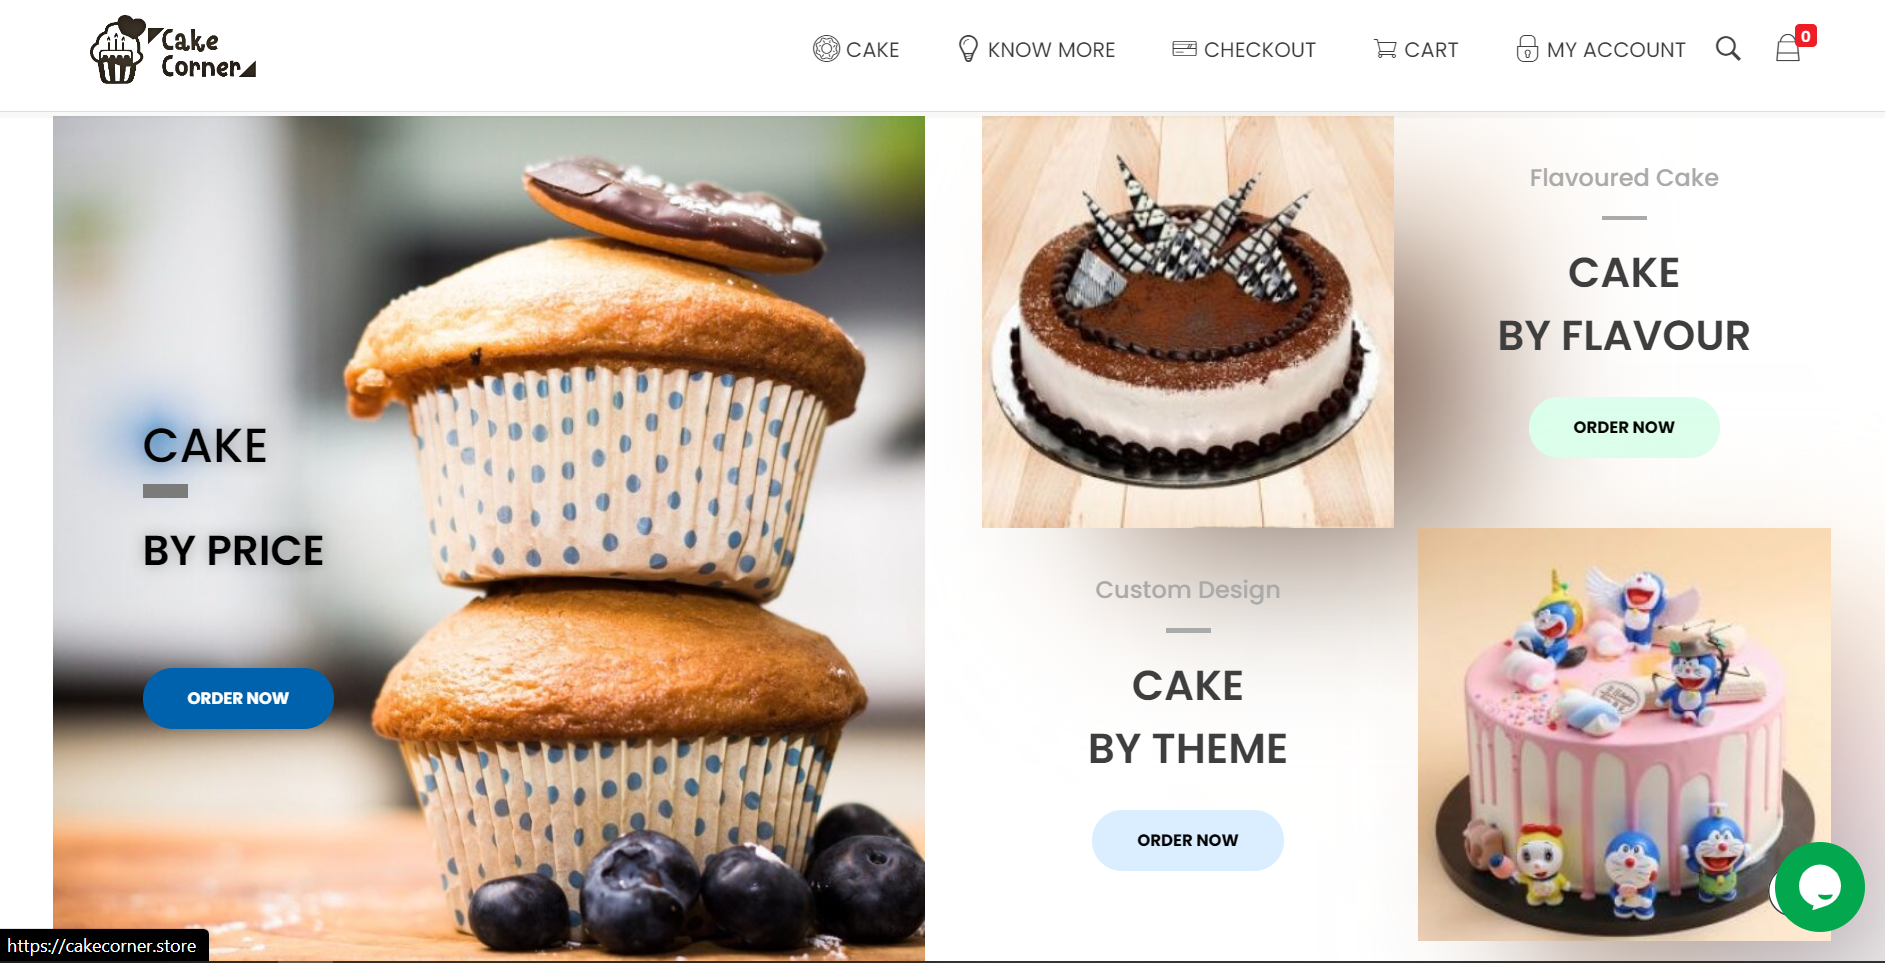 Cake
Corner
CAKE
KNOW MORE
CHECKOUT
CART
MY ACCOUNT
0
CAKE
BY PRICE
ORDER NOW
Flavoured Cake
CAKE
BY FLAVOUR
ORDER NOW
Custom Design
CAKE
BY THEME
ORDER NOW
https://cakecorner.store